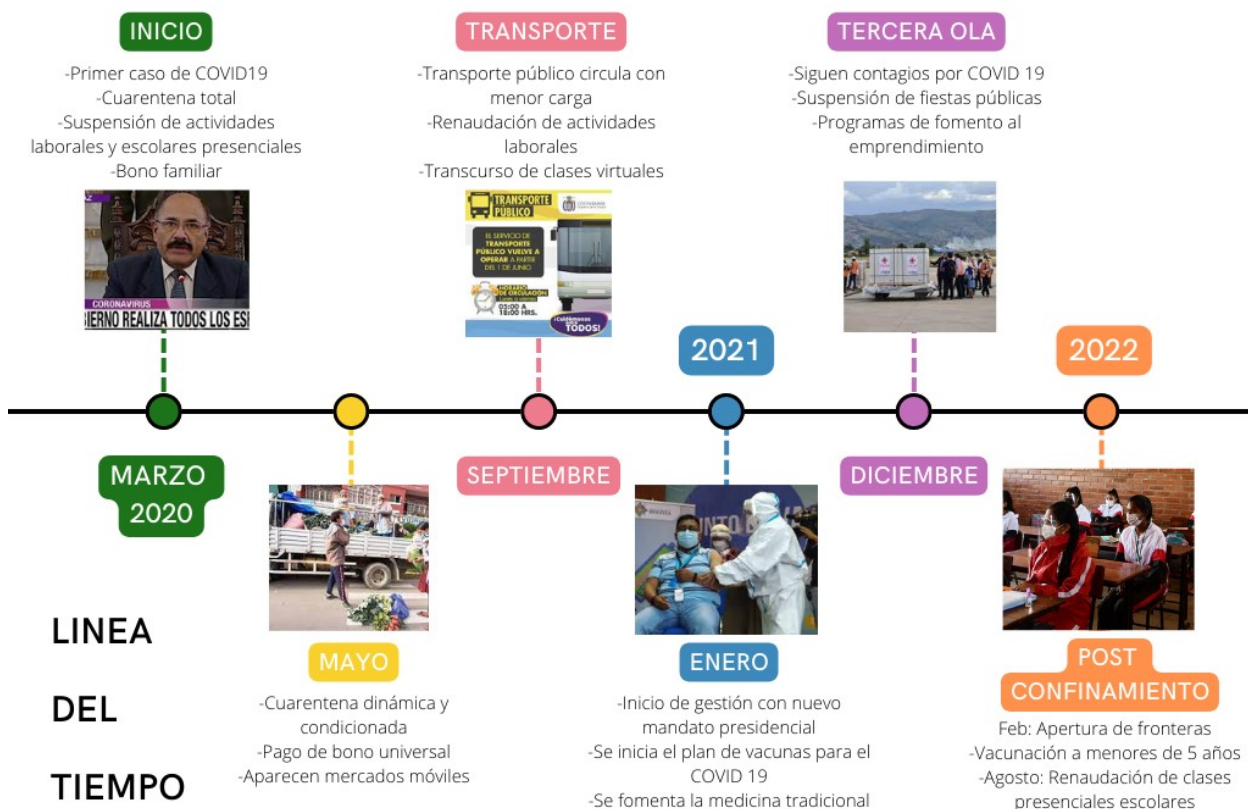 INICIO
-Primer caso de COVID19
-Cuarentena total
-Suspensión de actividades
laborales y escolares presenciales
-Bono familiar
CORONAVIRUS
IERNO REALIZA TODOS LOS ES
MARZO
2020
MAYO
-Cuarentena dinámica y
condicionada
-Pago de bono universal
-Aparecen mercados móviles
TRANSPORTE
-Transporte público circula con
menor carga
-Renaudación de actividades
laborales
-Transcurso de clases virtuales
TRANSPORTE
PÚBLICO
EL SERVICIO DE
TRANSPORTE
PÚBLICO VUELVE A
OPERAR A PARTIR
DEL 1 DE JUNIO
HORARIO
DE CIRCULACIÓN
05:00 A
18:00 HRS.
TODOS!
SEPTIEMBRE
2021
ENERO
-Inicio de gestión con nuevo
mandato presidencial
-Se inicia el plan de vacunas para el
COVID 19
-Se fomenta la medicina tradicional
TERCERA OLA
-Siguen contagios por COVID 19
-Suspensión de fiestas públicas
-Programas de fomento al
emprendimiento
DICIEMBRE
2022
POST
CONFINAMIENTO
Feb: Apertura de fronteras
-Vacunación a menores de 5 años
-Agosto: Renaudación de clases
presenciales escolares
LINEA
DEL
TIEMPO